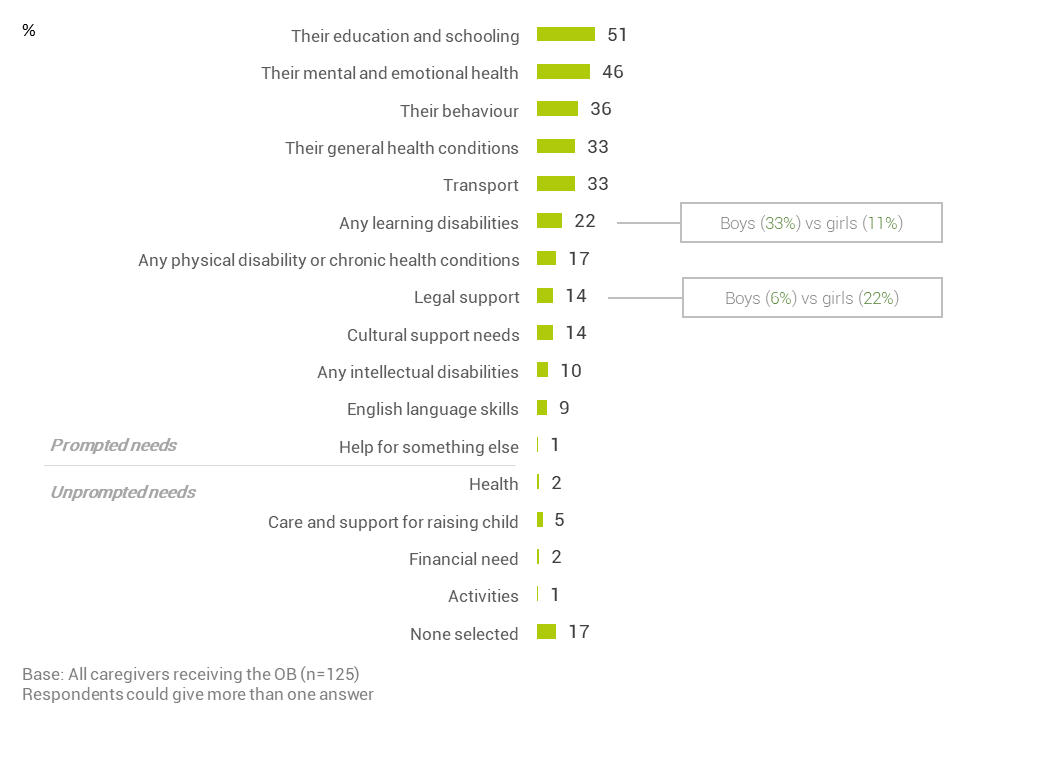 %
Their education and schooling 51
Their mental and emotional health 46
Their behaviour 36
Their general health conditions 33
Transport 33
Any learning disabilities 22 Boys (33%) vs girls (11%)
Any physical disability or chronic health conditions 17
Legal support 14 Boys (6%) vs girls (22%)
Cultural support needs 14
Any intellectual disabilities 10
English language skills 9
Prompted needs Help for something else 1
Unprompted needs Health 2
Care and support for raising child 5
Financial need 2
Activities 1
None selected 17
Base: All caregivers receiving the OB (n=125)
Respondents could give more than one answer